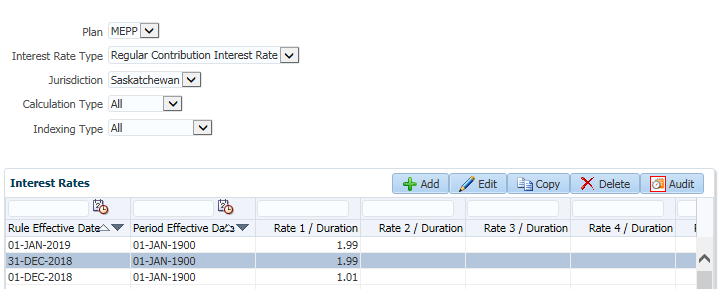 Plan MEPP
Interest Rate Type Regular Contribution Interest Rate
Jurisdiction Saskatchewan
Calculation Type All
Indexing Type All
Interest Rates Add Edit Copy Delete Audit
Rule Effective Date Period Effective Date Rate 1 / Duration Rate 2 / Duration Rate 3 / Duration Rate 4 / Duration
01-JAN-2019 01-JAN-1900 1.99
31-DEC-2018 01-JAN-1900 1.99
01-DEC-2018 01-JAN-1900 1.01